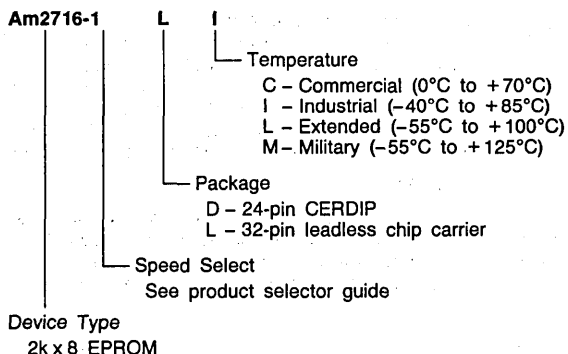 Am2716-1 L I
Temperature
C – Commercial (0°C to +70°C)
I – Industrial (–40°C to +85°C)
L – Extended (–55°C to +100°C)
M – Military (–55°C to +125°C)
Package
D – 24-pin CERDIP
L – 32-pin leadless chip carrier
Speed Select
See product selector guide
Device Type
2k x 8 EPROM